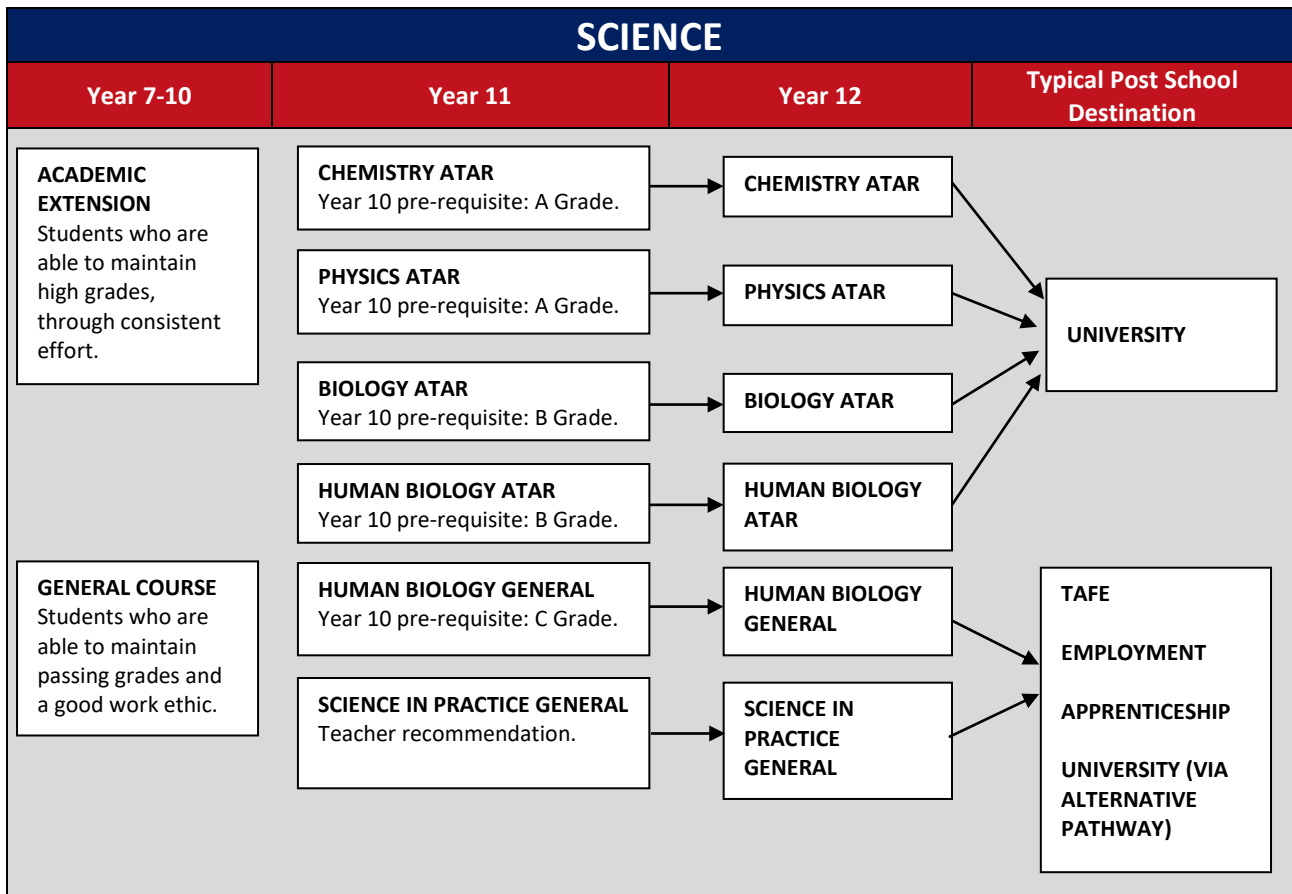 SCIENCE
Year 7-10
Year 11
Year 12
Typical Post School
Destination
ACADEMIC
EXTENSION
Students who are
able to maintain
high grades,
through consistent
effort.
GENERAL COURSE
Students who are
able to maintain
passing grades and
a good work ethic.
CHEMISTRY ATAR
Year 10 pre-requisite: A Grade.
PHYSICS ATAR
Year 10 pre-requisite: A Grade.
BIOLOGY ATAR
Year 10 pre-requisite: B Grade.
HUMAN BIOLOGY ATAR
Year 10 pre-requisite: B Grade.
HUMAN BIOLOGY GENERAL
Year 10 pre-requisite: C Grade.
SCIENCE IN PRACTICE GENERAL
Teacher recommendation.
CHEMISTRY ATAR
PHYSICS ATAR
BIOLOGY ATAR
HUMAN BIOLOGY
ATAR
HUMAN BIOLOGY
GENERAL
SCIENCE IN
PRACTICE
GENERAL
UNIVERSITY
TAFE
EMPLOYMENT
APPRENTICESHIP
UNIVERSITY (VIA
ALTERNATIVE
PATHWAY)